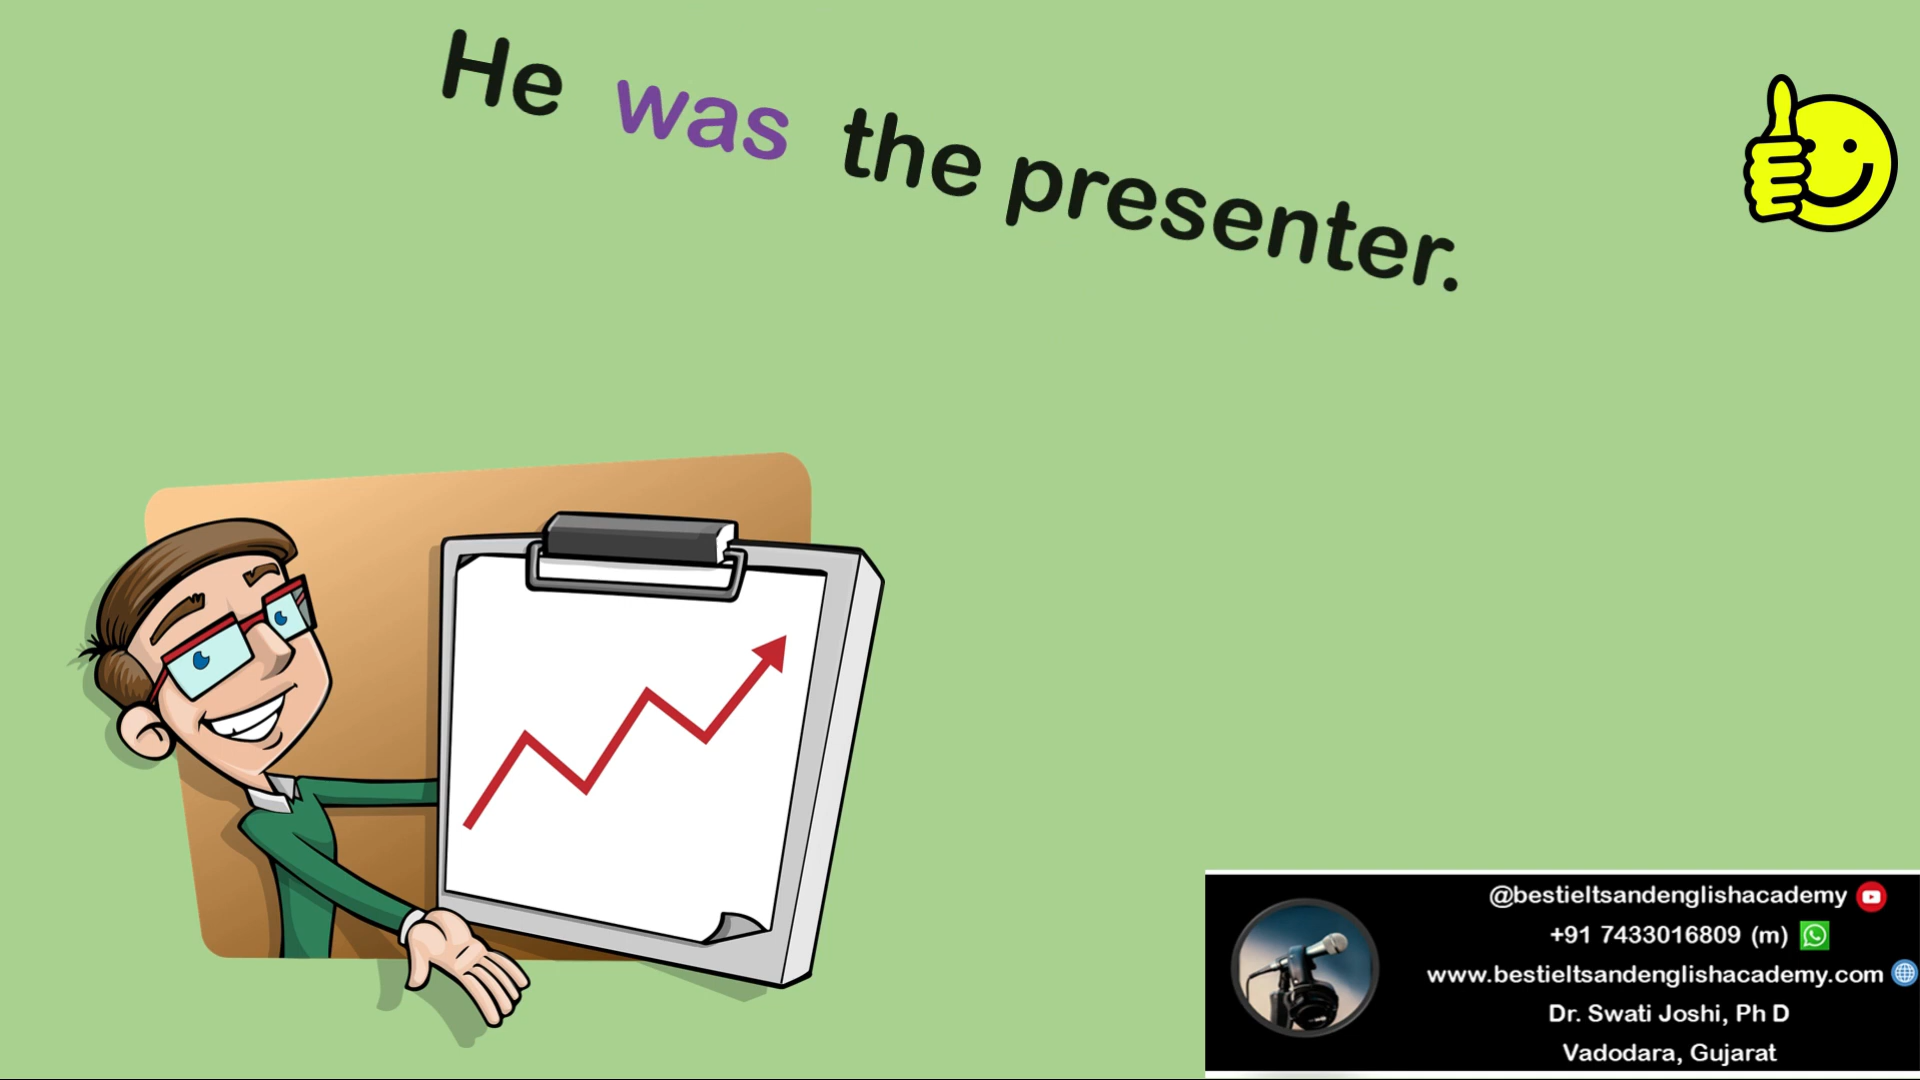 He was the presenter.
@bestieltsandenglishacademy
+91 7433016809 (m)
www.bestieltsandenglishacademy.com
Dr. Swati Joshi, Ph D
Vadodara, Gujarat